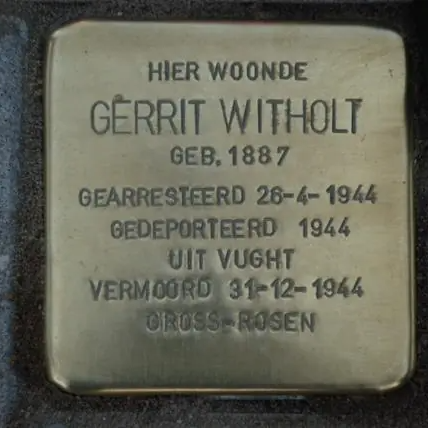 HIER WOONDE
GERRIT WITHOLT
GEB. 1887
GEARRESTEERD 26-4-1944
GEDEPORTEERD 1944
UIT VUGHT
VERMOORD 31-12-1944
GROSS-ROSEN